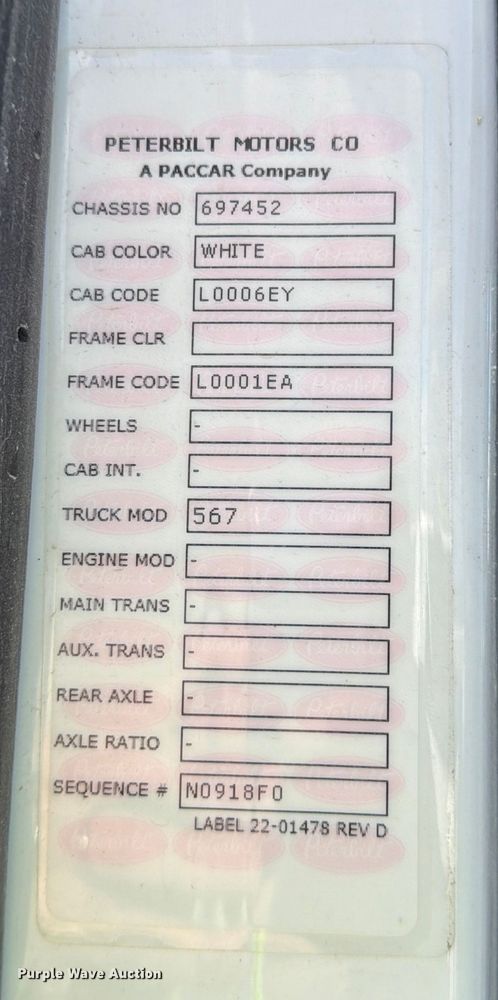 PETERBILT MOTORS CO
A PACCAR Company
CHASSIS NO 697452
CAB COLOR WHITE
CAB CODE L0006EY
FRAME CLR
FRAME CODE L0001EA
WHEELS -
CAB INT. -
TRUCK MOD 567
ENGINE MOD -
MAIN TRANS -
AUX. TRANS -
REAR AXLE -
AXLE RATIO -
SEQUENCE # N0918F0
LABEL 22-01478 REV D
Purple Wave Auction